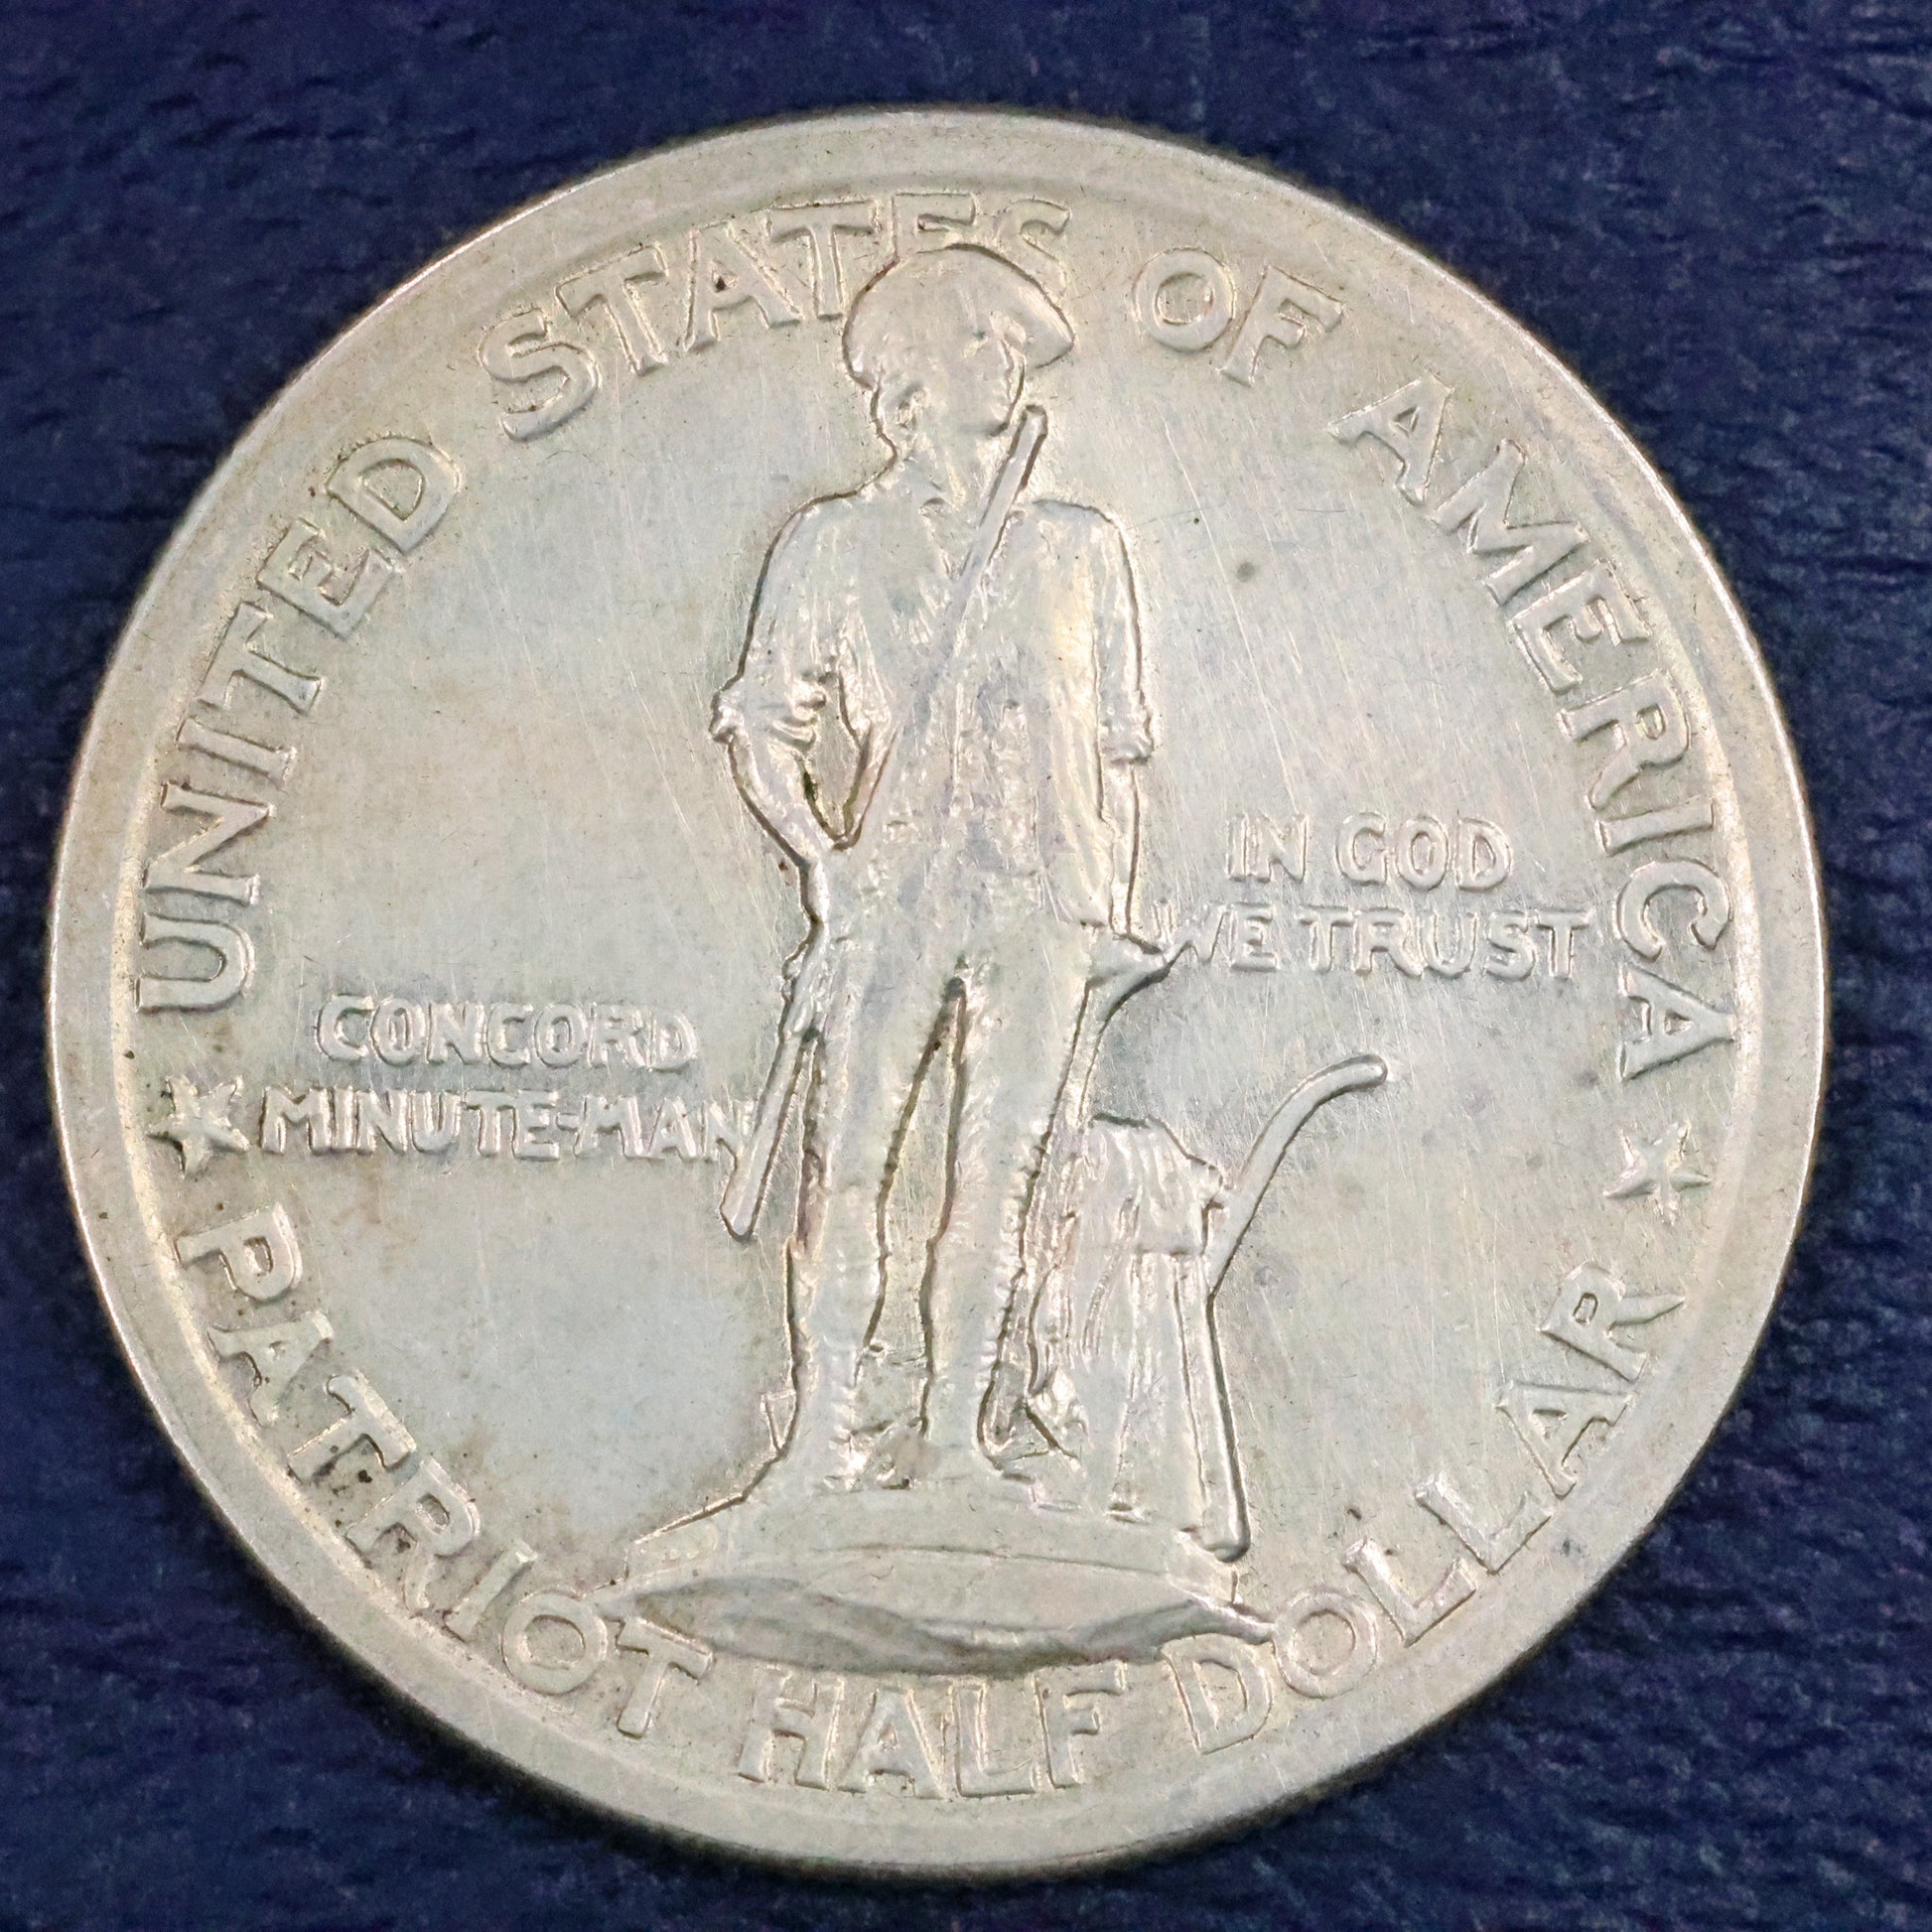 UNITED STATES OF AMERICA
IN GOD
WE TRUST
CONCORD
MINUTE-MAN
PATRIOT HALF DOLLAR